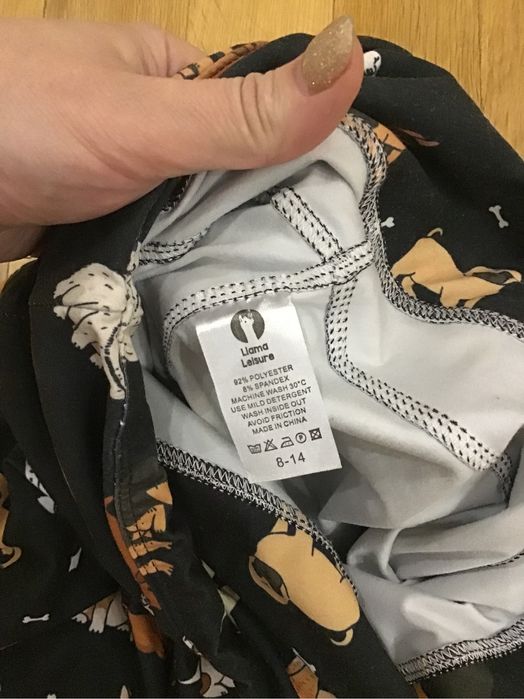 Llama
Leisure
92% POLYESTER
8% SPANDEX
MACHINE WASH 30°C
USE MILD DETERGENT
WASH INSIDE OUT
AVOID FRICTION
MADE IN CHINA
8-14